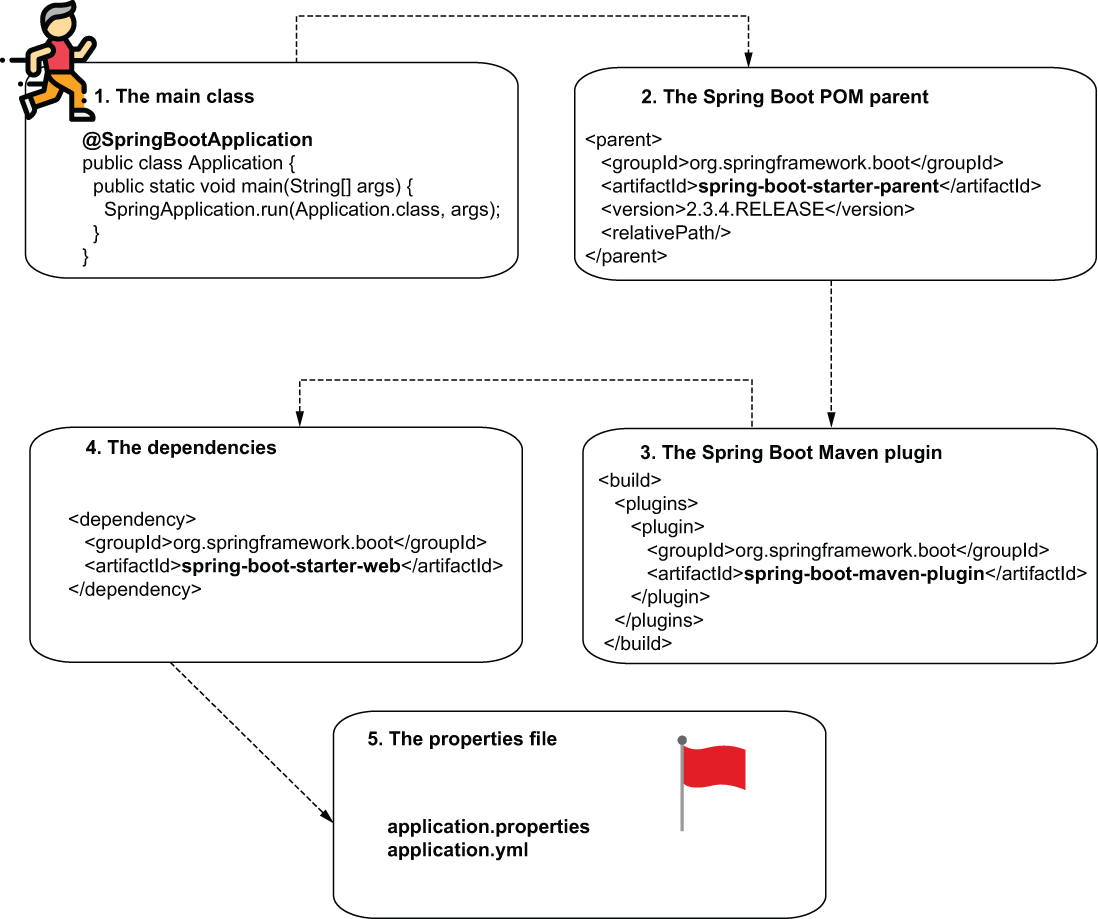 1. The main class
@SpringBootApplication
public class Application {
public static void main(String[] args) {
SpringApplication.run(Application.class, args);
}
}
2. The Spring Boot POM parent
<parent>
<groupId>org.springframework.boot</groupId>
<artifactId>spring-boot-starter-parent</artifactId>
<version>2.3.4.RELEASE</version>
<relativePath/>
</parent>
3. The Spring Boot Maven plugin
<build>
<plugins>
<plugin>
<groupId>org.springframework.boot</groupId>
<artifactId>spring-boot-maven-plugin</artifactId>
</plugin>
</plugins>
</build>
4. The dependencies
<dependency>
<groupId>org.springframework.boot</groupId>
<artifactId>spring-boot-starter-web</artifactId>
</dependency>
5. The properties file
application.properties
application.yml